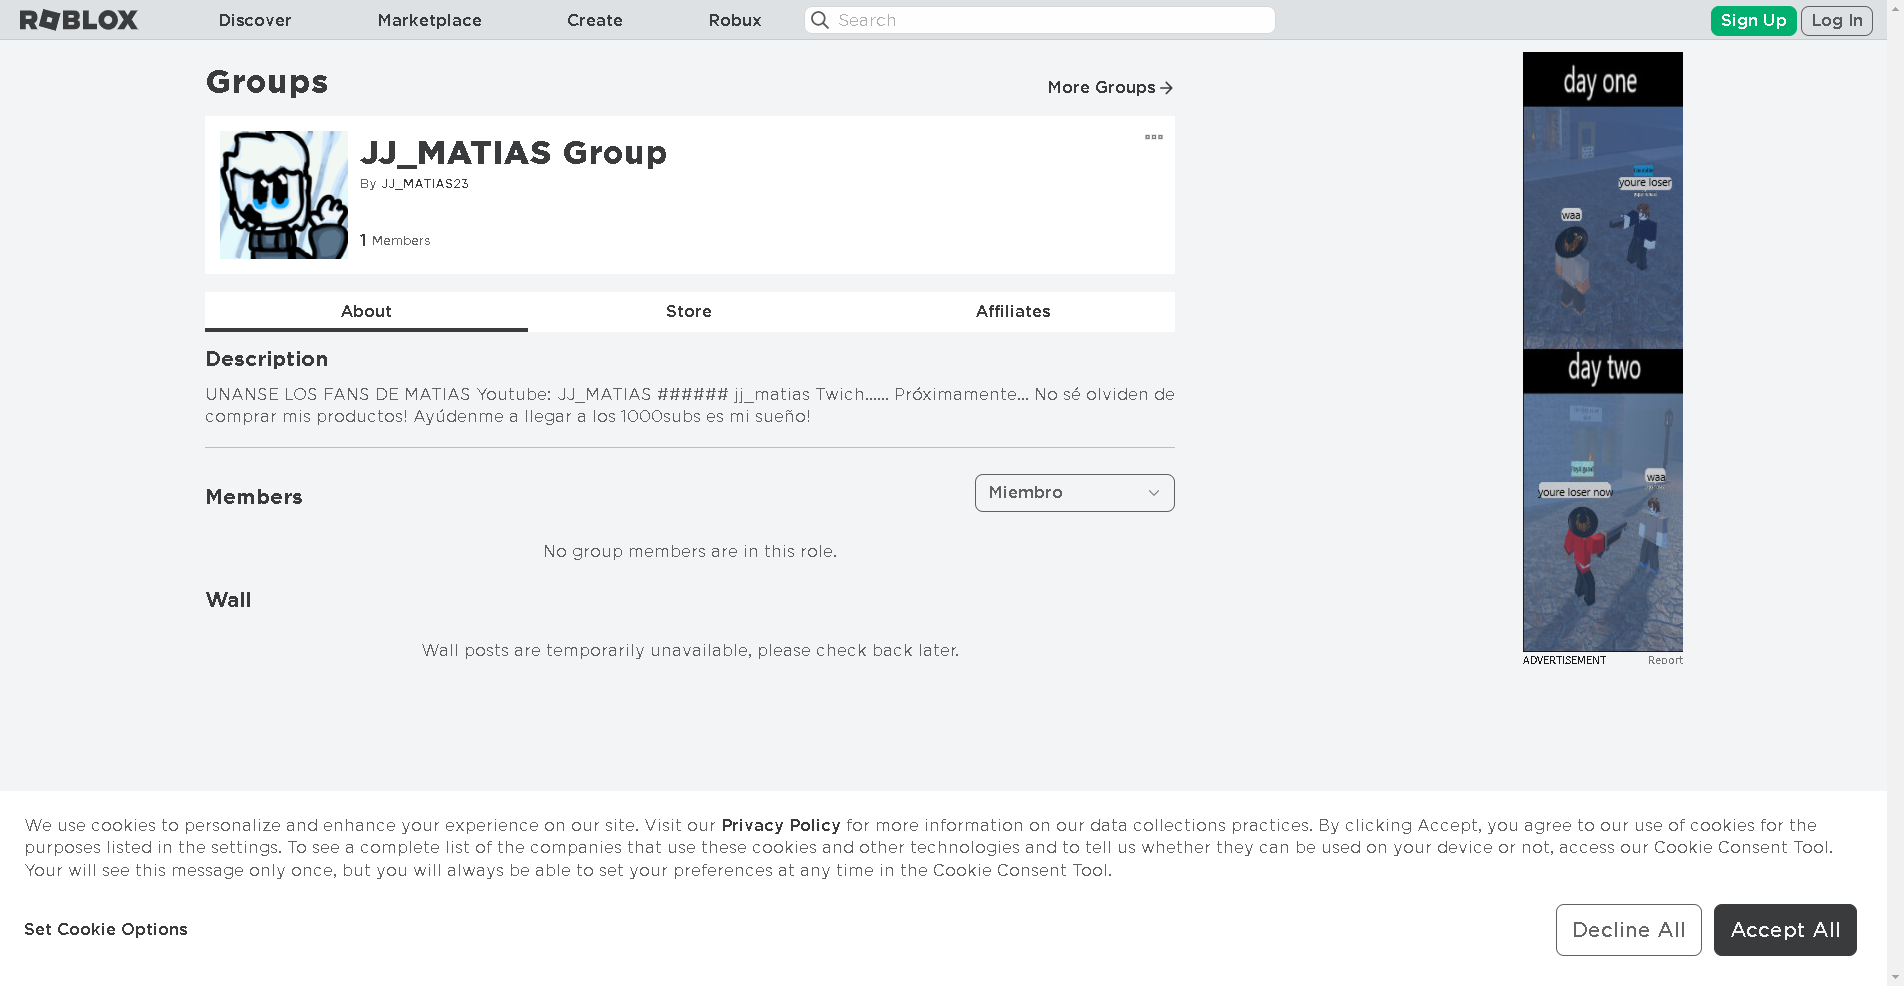 ROBLOX
Discover
Marketplace
Create
Robux
Search
Sign Up
Log In
Groups
More Groups
JJ_MATIAS Group
By JJ_MATIAS23
1 Members
About
Store
Affiliates
Description
UNANSE LOS FANS DE MATIAS Youtube: JJ_MATIAS ###### jj_matias Twich...... Próximamente... No sé olviden de
comprar mis productos! Ayúdenme a llegar a los 1000subs es mi sueño!
Members
Miembro
No group members are in this role.
Wall
Wall posts are temporarily unavailable, please check back later.
day one
youre loser
waa
day two
waa
youre loser now
ADVERTISEMENT
Report
We use cookies to personalize and enhance your experience on our site. Visit our Privacy Policy for more information on our data collections practices. By clicking Accept, you agree to our use of cookies for the
purposes listed in the settings. To see a complete list of the companies that use these cookies and other technologies and to tell us whether they can be used on your device or not, access our Cookie Consent Tool.
Your will see this message only once, but you will always be able to set your preferences at any time in the Cookie Consent Tool.
Set Cookie Options
Decline All
Accept All